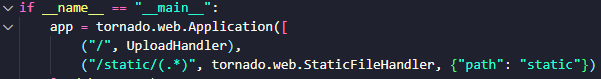 if __name__ == "__main__":
    app = tornado.web.Application([
        ("/", UploadHandler),
        ("/static/(.*)", tornado.web.StaticFileHandler, {"path": "static"})